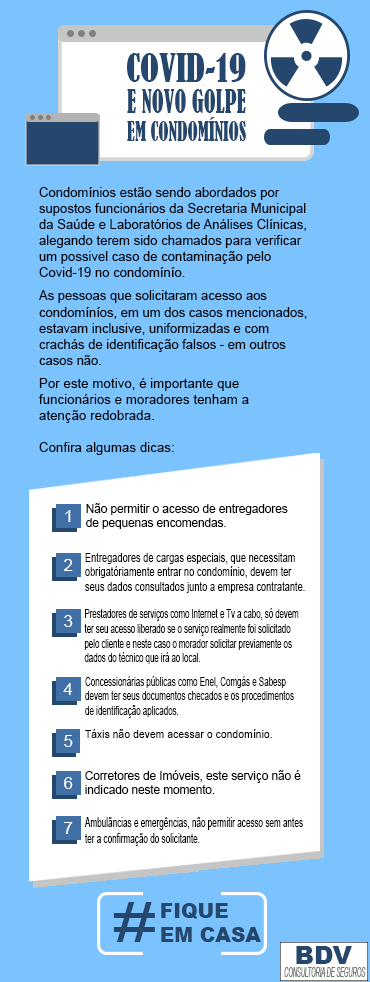 COVID-19
E NOVO GOLPE
EM CONDOMÍNIOS
Condomínios estão sendo abordados por
supostos funcionários da Secretaria Municipal
da Saúde e Laboratórios de Análises Clínicas,
alegando terem sido chamados para verificar
um possivel caso de contaminação pelo
Covid-19 no condomínio.
As pessoas que solicitaram acesso aos
condomíníos, em um dos casos mencionados,
estavam inclusive, uniformizadas e com
crachás de identificação falsos - em outros
casos não.
Por este motivo, é importante que
funcionários e moradores tenham a
atenção redobrada.
Confira algumas dicas:
1 Não permitir o acesso de entregadores
de pequenas encomendas.
2 Entregadores de cargas especiais, que necessitam
obrigatóriamente entrar no condomínio, devem ter
seus dados consultados junto a empresa contratante.
3 Prestadores de serviços como Internet e Tv a cabo, só devem
ter seu acesso liberado se o serviço realmente foi solicitado
pelo cliente e neste caso o morador solicitar previamente os
dados do técnico que irá ao local.
4 Concessionárias públicas como Enel, Comgás e Sabesp
devem ter seus documentos checados e os procedimentos
de identificação aplicados.
5 Táxis não devem acessar o condomínio.
6 Corretores de Imóveis, este serviço não é
indicado neste momento.
7 Ambulâncias e emergências, não permitir acesso sem antes
ter a confirmação do solicitante.
# FIQUE
EM CASA
BDV
CONSULTORIA DE SEGUROS